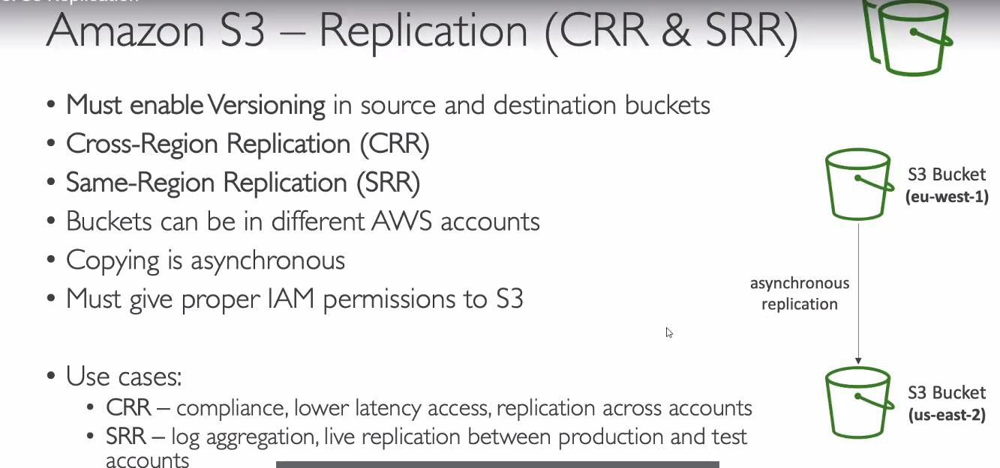 Amazon S3 – Replication (CRR & SRR)
• Must enable Versioning in source and destination buckets
• Cross-Region Replication (CRR)
• Same-Region Replication (SRR)
• Buckets can be in different AWS accounts
• Copying is asynchronous
• Must give proper IAM permissions to S3
• Use cases:
• CRR – compliance, lower latency access, replication across accounts
• SRR – log aggregation, live replication between production and test
accounts
S3 Bucket
(eu-west-1)
asynchronous
replication
S3 Bucket
(us-east-2)